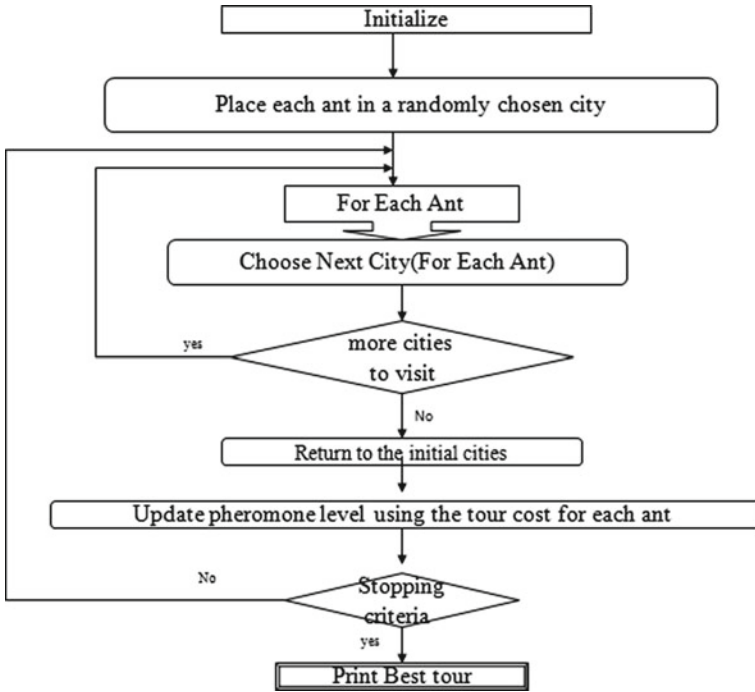 Initialize
Place each ant in a randomly chosen city
For Each Ant
Choose Next City(For Each Ant)
yes
more cities
to visit
No
Return to the initial cities
Update pheromone level using the tour cost for each ant
No
Stopping
criteria
yes
Print Best tour